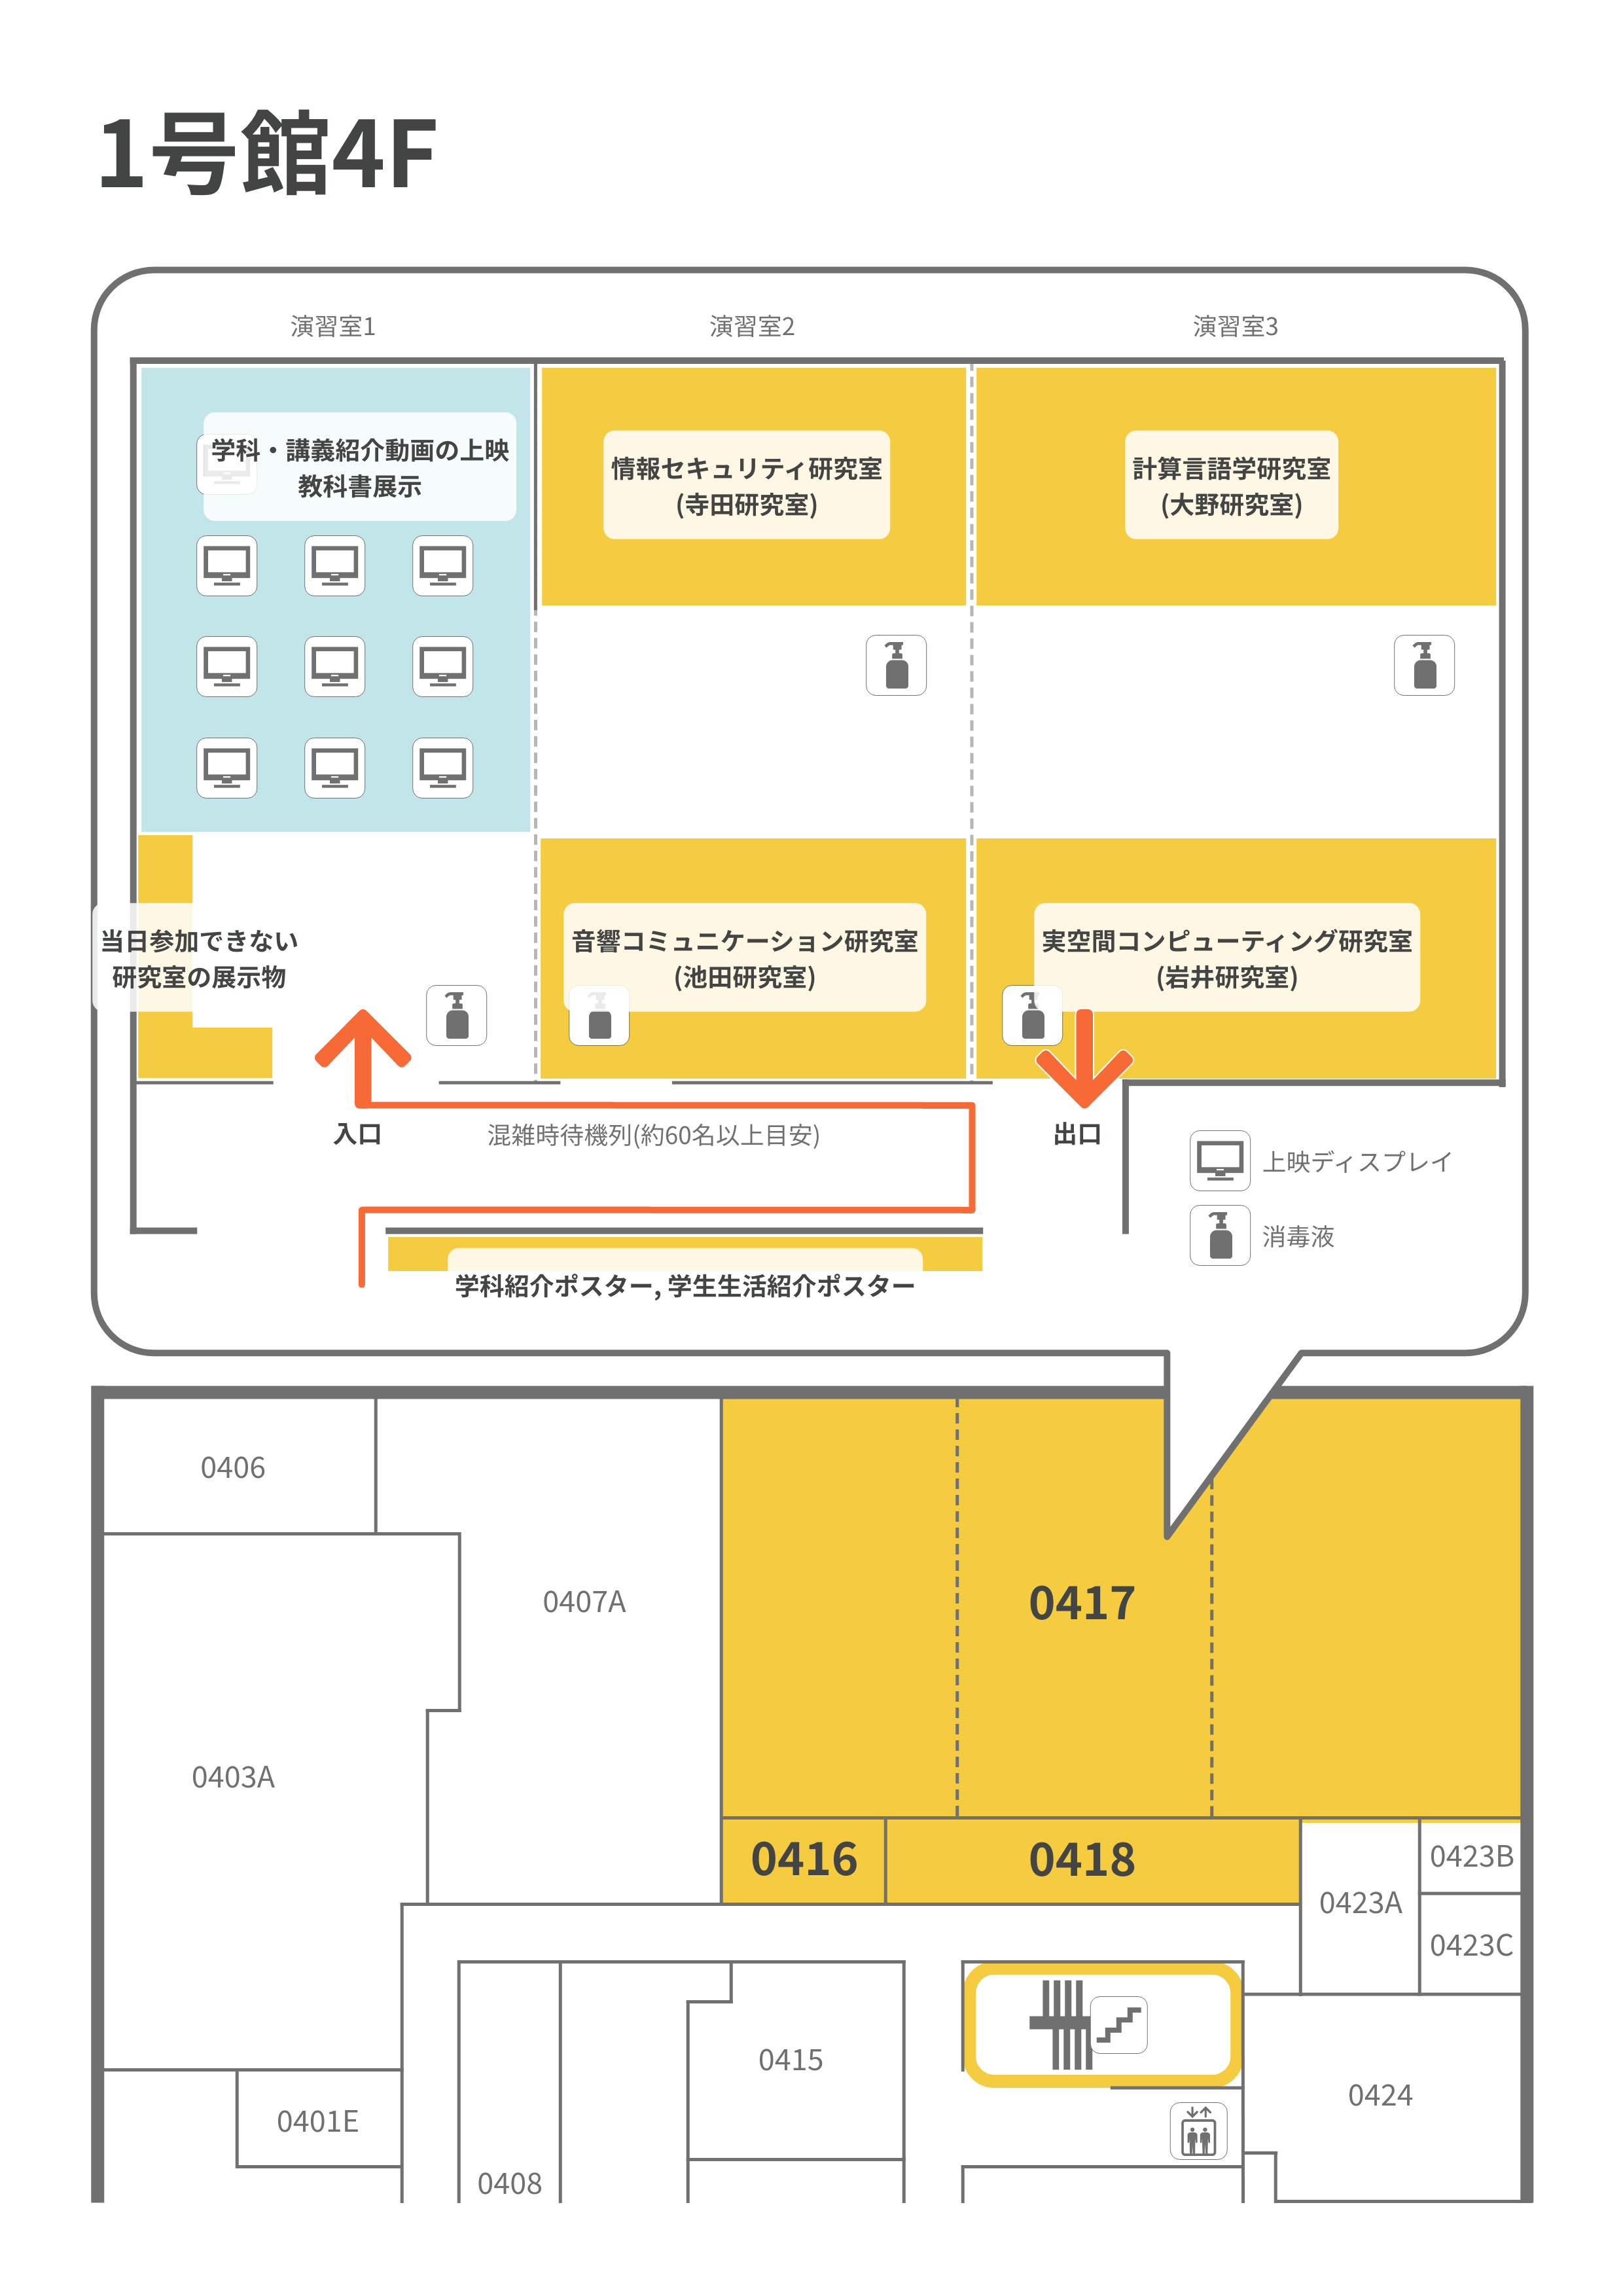 1号館4F
演習室1
演習室2
演習室3
学科・講義紹介動画の上映
教科書展示
情報セキュリティ研究室
(寺田研究室)
計算言語学研究室
(大野研究室)
当日参加できない
研究室の展示物
音響コミュニケーション研究室
(池田研究室)
実空間コンピューティング研究室
(岩井研究室)
入口
混雑時待機列(約60名以上目安)
出口
上映ディスプレイ
消毒液
学科紹介ポスター, 学生生活紹介ポスター
0406
0407A
0417
0403A
0416
0418
0423B
0423A
0423C
0415
0424
0401E
0408